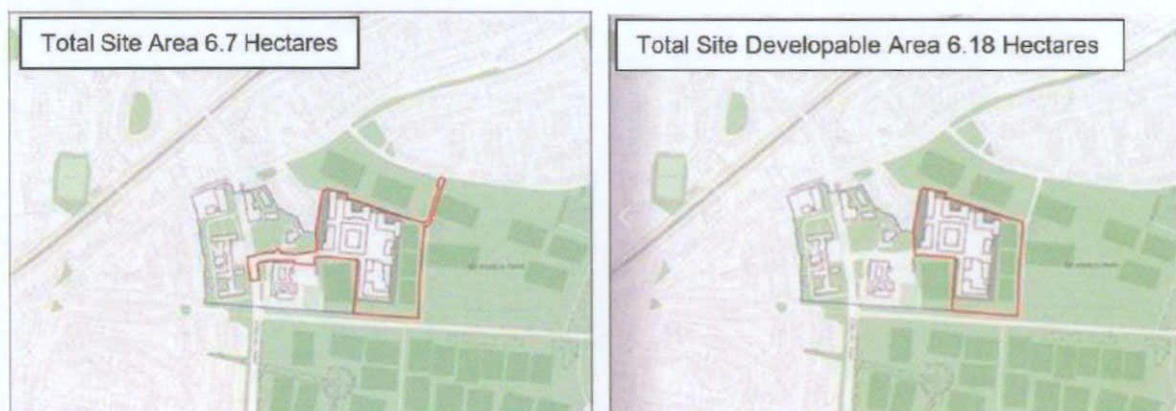 Total Site Area 6.7 Hectares
Total Site Developable Area 6.18 Hectares